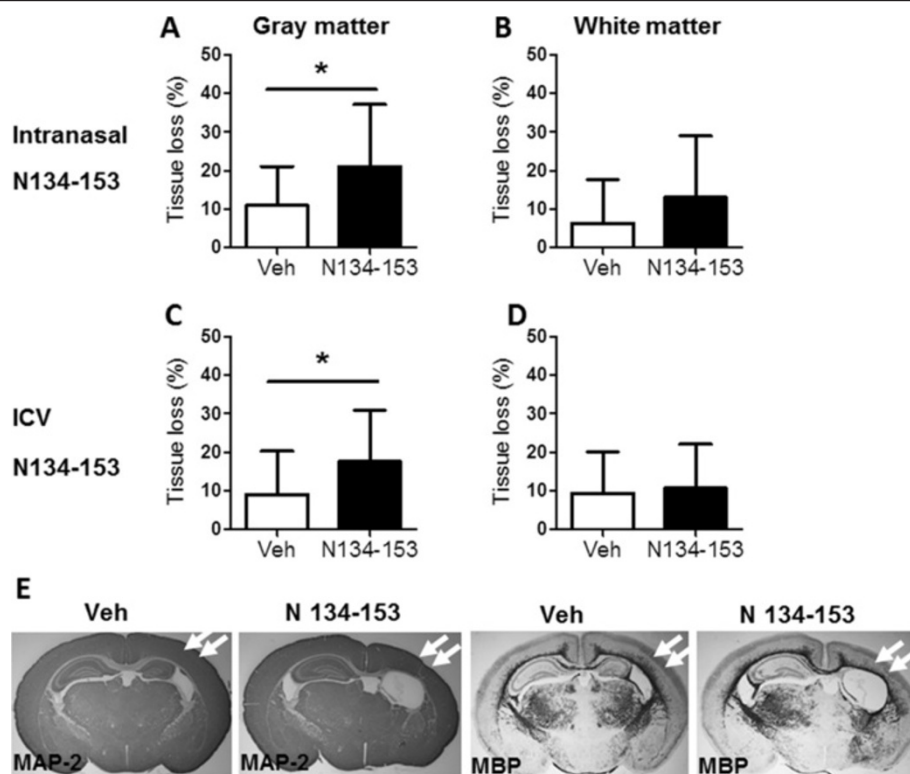 A Gray matter
B White matter
Intranasal
N134-153
Tissue loss (%)
50
40
30
20
10
0
*
Veh N134-153
Tissue loss (%)
50
40
30
20
10
0
Veh N134-153
ICV
N134-153
C
Tissue loss (%)
50
40
30
20
10
0
*
Veh N134-153
D
Tissue loss (%)
50
40
30
20
10
0
Veh N134-153
E
Veh N 134-153 Veh N 134-153
MAP-2 MAP-2 MBP MBP